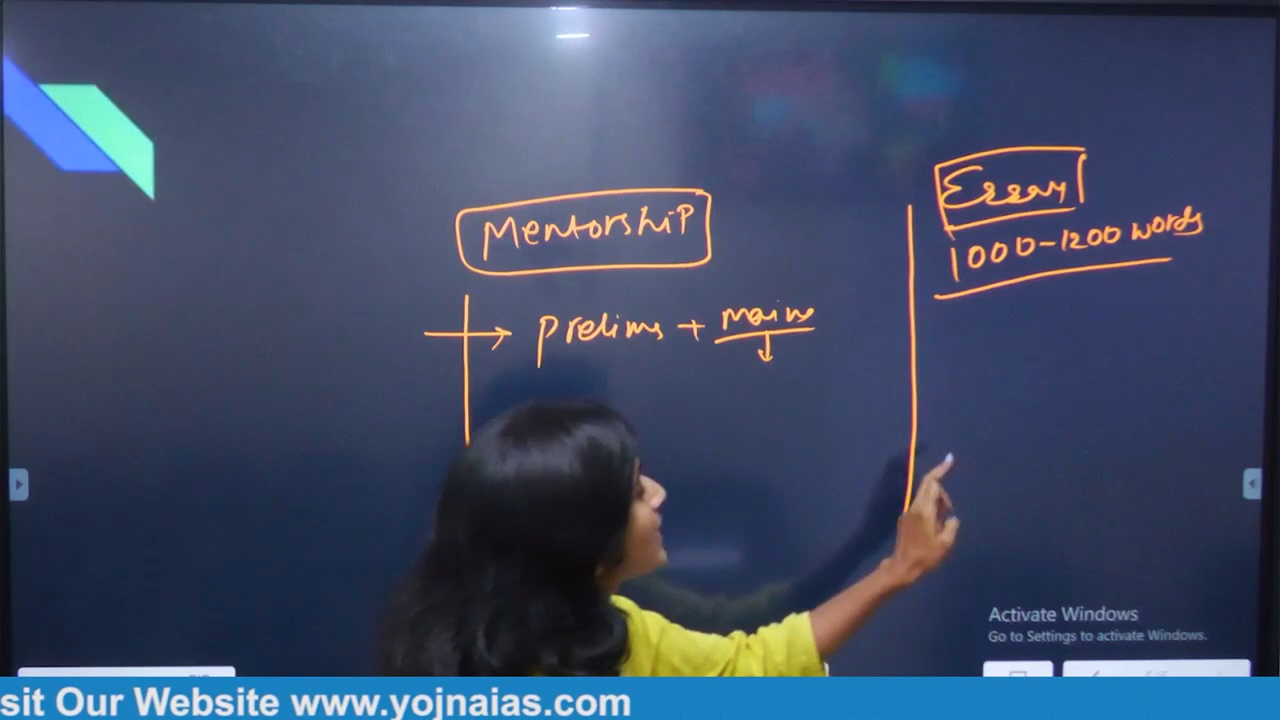 Mentorship
Prelims + mains
Essay
1000-1200 words
Activate Windows
Go to Settings to activate Windows.
sit Our Website www.yojnaias.com